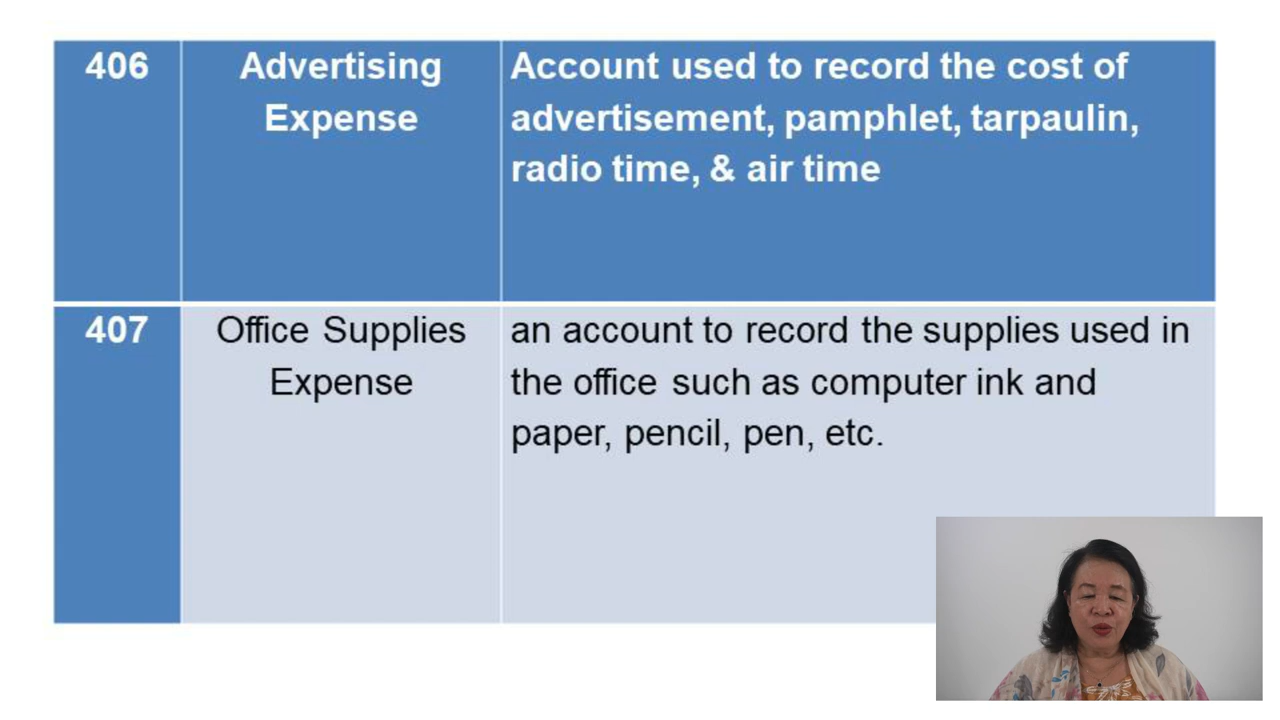 406
Advertising
Expense
Account used to record the cost of
advertisement, pamphlet, tarpaulin,
radio time, & air time
407
Office Supplies
Expense
an account to record the supplies used in
the office such as computer ink and
paper, pencil, pen, etc.